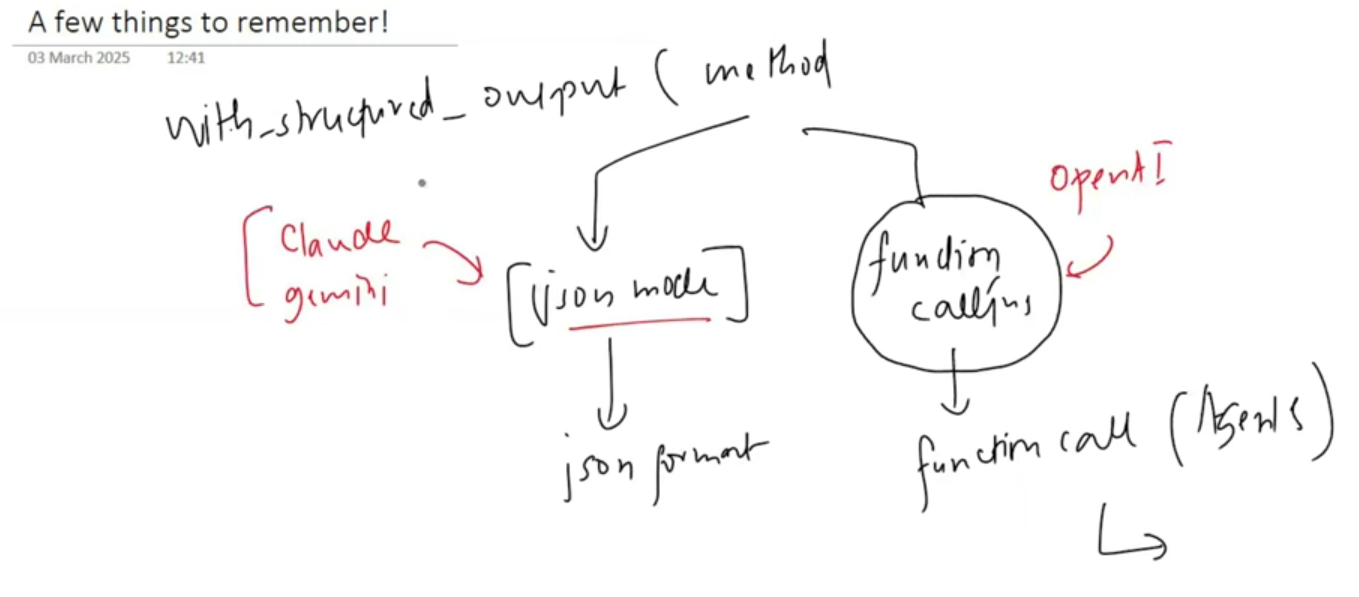 A few things to remember!
03 March 2025 12:41
with_structured_output ( method
OpenAI
Claude
gemini
[json mode]
function
calling
json format
function call (Agents)